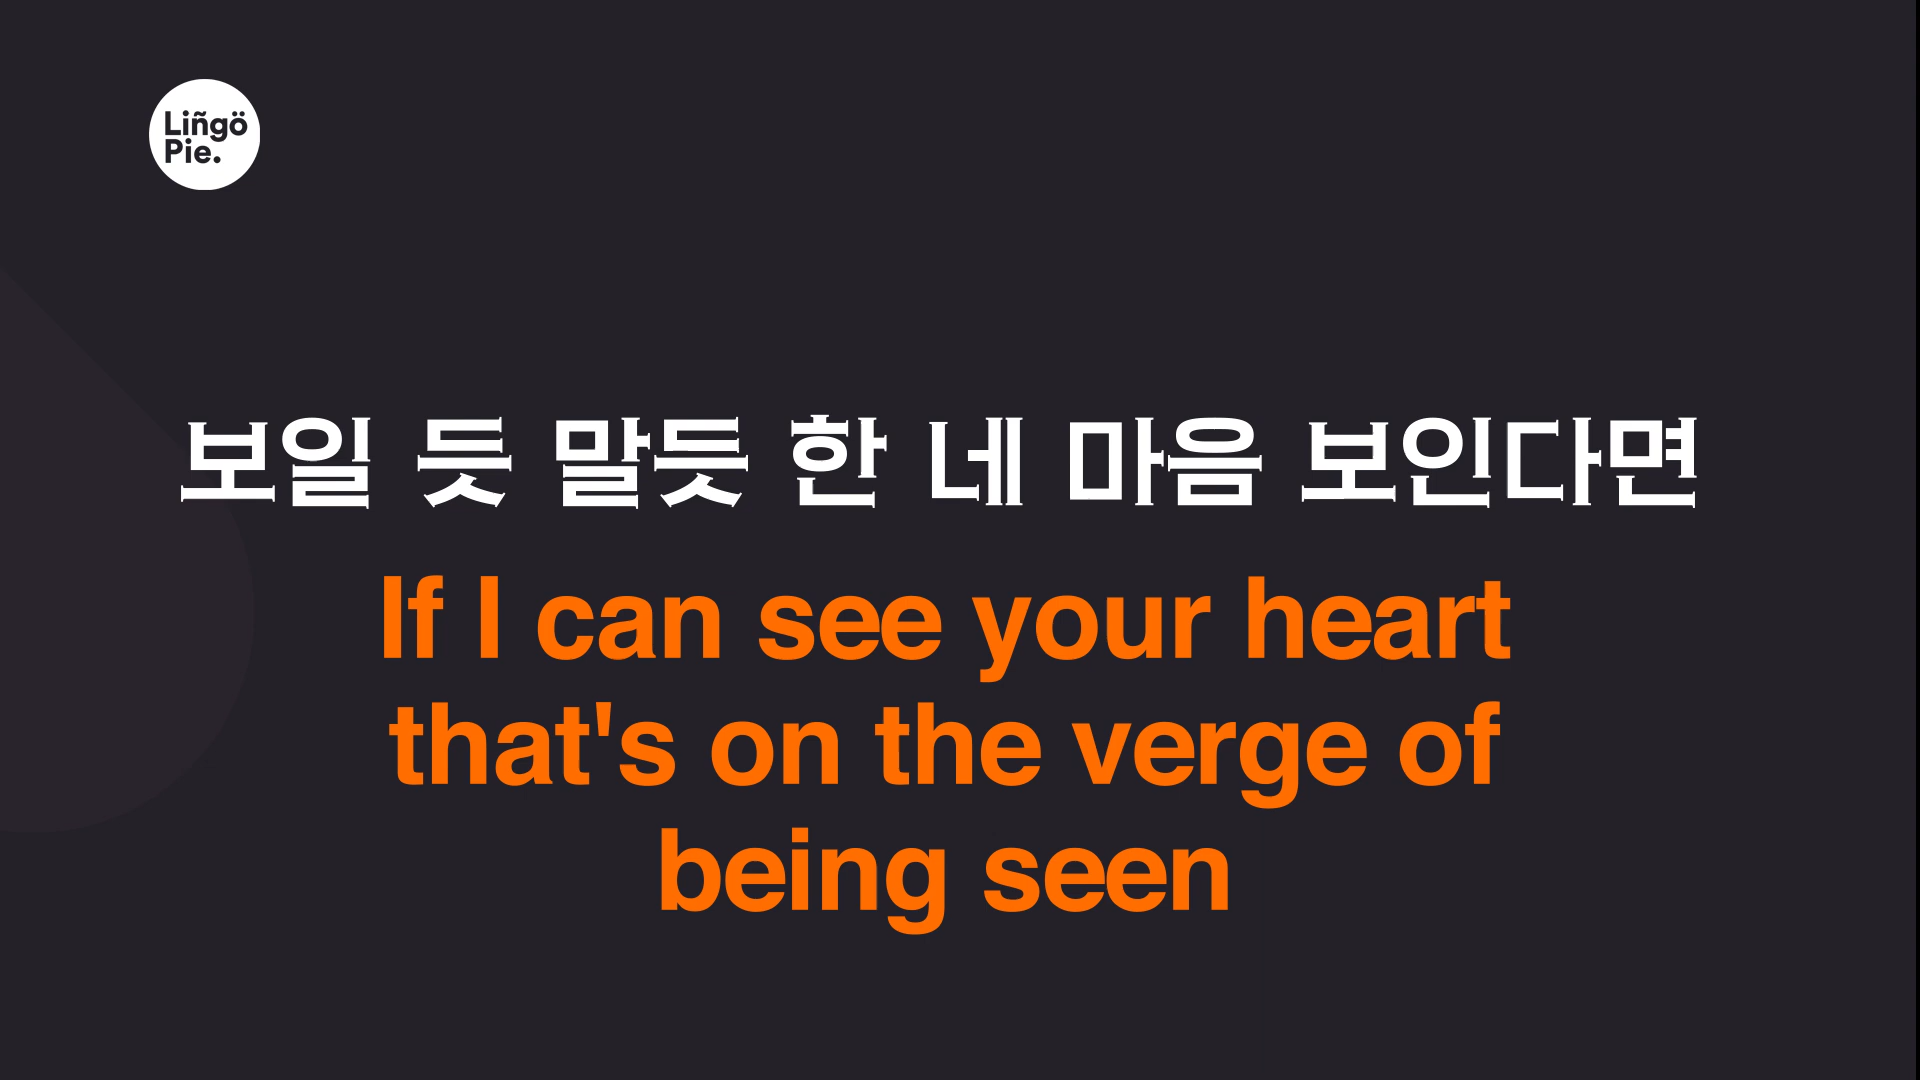 Liñgö
Pie.
보일 듯 말듯 한 네 마음 보인다면
If I can see your heart
that's on the verge of
being seen